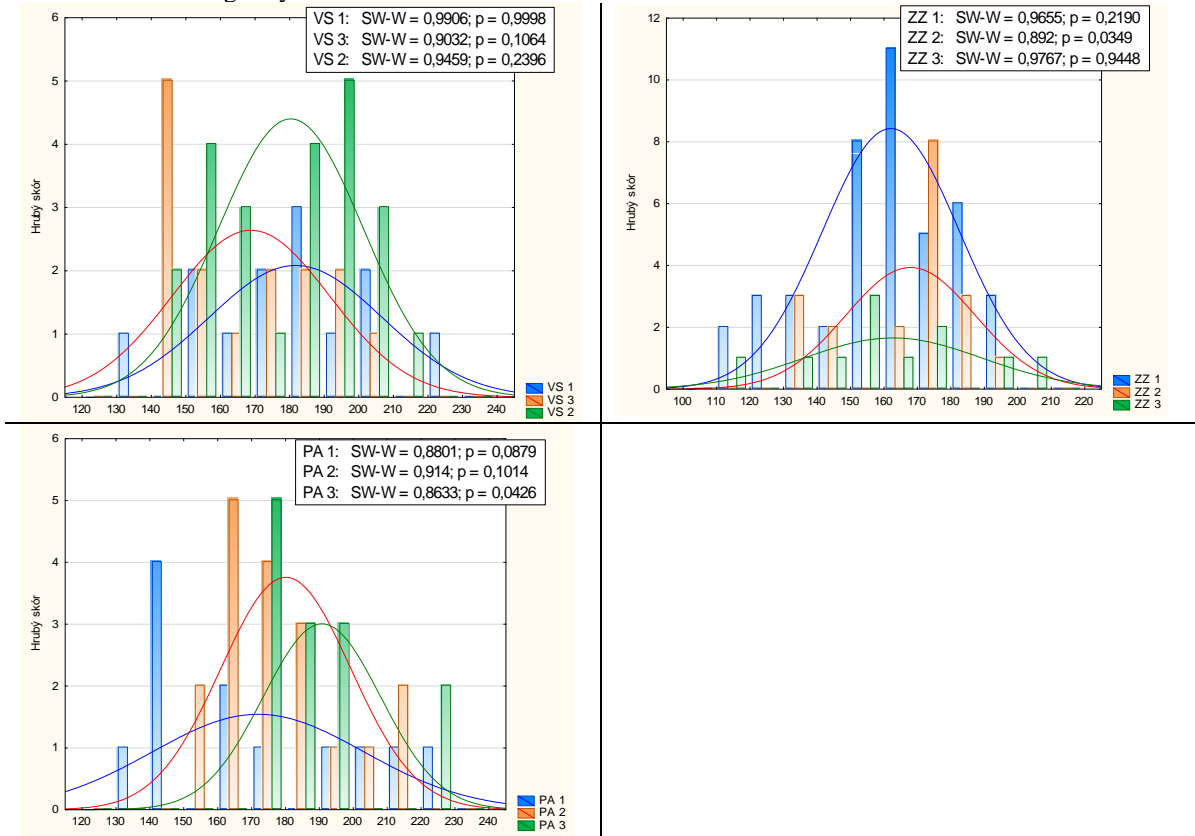 VS 1: SW-W = 0,9906; p = 0,9998
VS 3: SW-W = 0,9032; p = 0,1064
VS 2: SW-W = 0,9459; p = 0,2396
6
5
4
3
2
1
0
Hrubý skór
120 130 140 150 160 170 180 190 200 210 220
VS 1
VS 3
VS 2
ZZ 1: SW-W = 0,9655; p = 0,2190
ZZ 2: SW-W = 0,892; p = 0,0349
ZZ 3: SW-W = 0,9767; p = 0,9448
12
10
8
6
4
2
0
Hrubý skór
100 110 120 130 140 150 160 170 180 190 200 210 220
ZZ 1
ZZ 2
ZZ 3
PA 1: SW-W = 0,8801; p = 0,0879
PA 2: SW-W = 0,914; p = 0,1014
PA 3: SW-W = 0,8633; p = 0,0426
6
5
4
3
2
1
0
Hrubý skór
120 130 140 150 160 170 180 190 200 210 220 230 240
PA 1
PA 2
PA 3